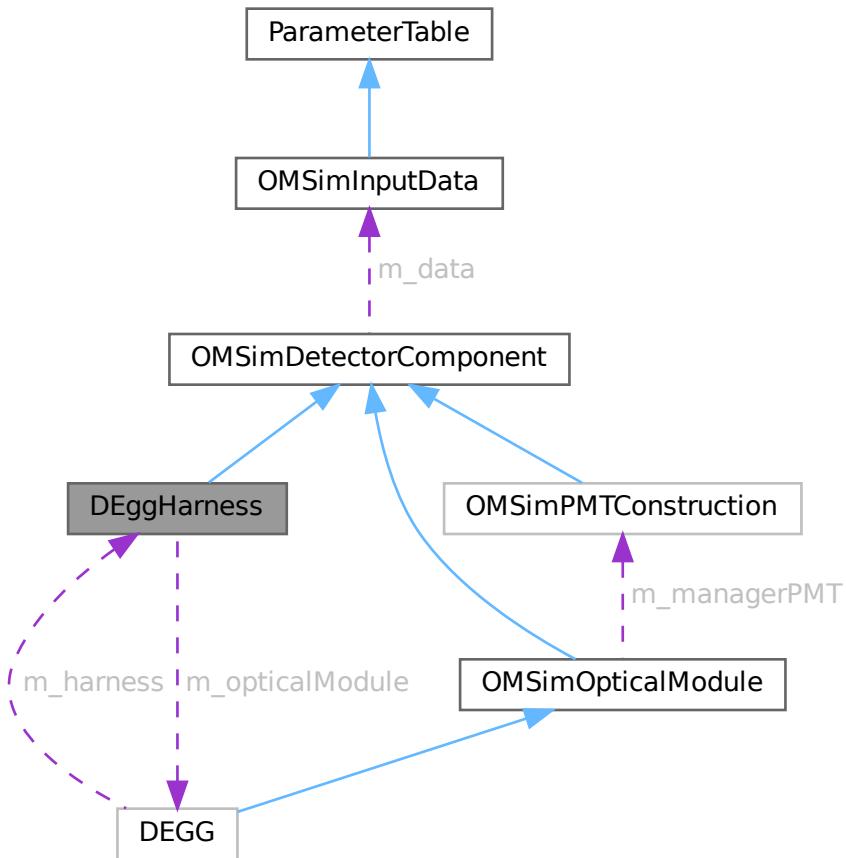 ParameterTable
OMSimInputData
m_data
OMSimDetectorComponent
DEggHarness
OMSimPMTConstruction
m_managerPMT
m_harness
m_opticalModule
OMSimOpticalModule
DEGG